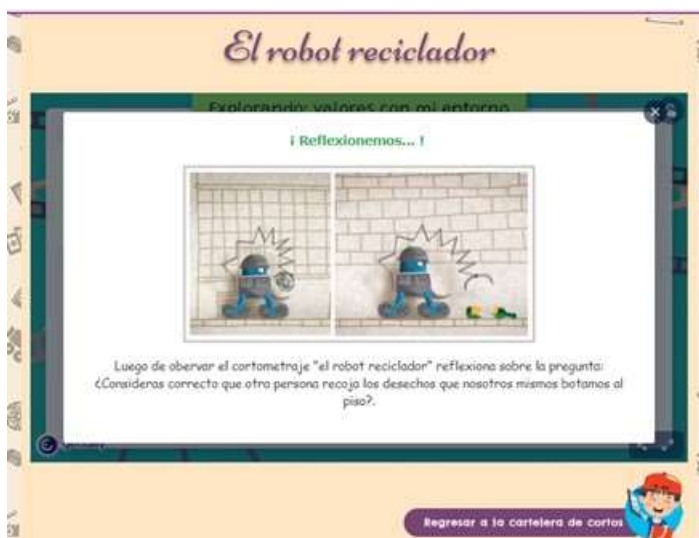 El robot reciclador
Explorando: valores con mi entorno
¡ Reflexionemos... !
Luego de obervar el cortometraje "el robot reciclador" reflexiona sobre la pregunta:
¿Consideras correcto que otra persona recoja los desechos que nosotros mismos botamos al
piso?.
Regresar a la cartelera de cortos